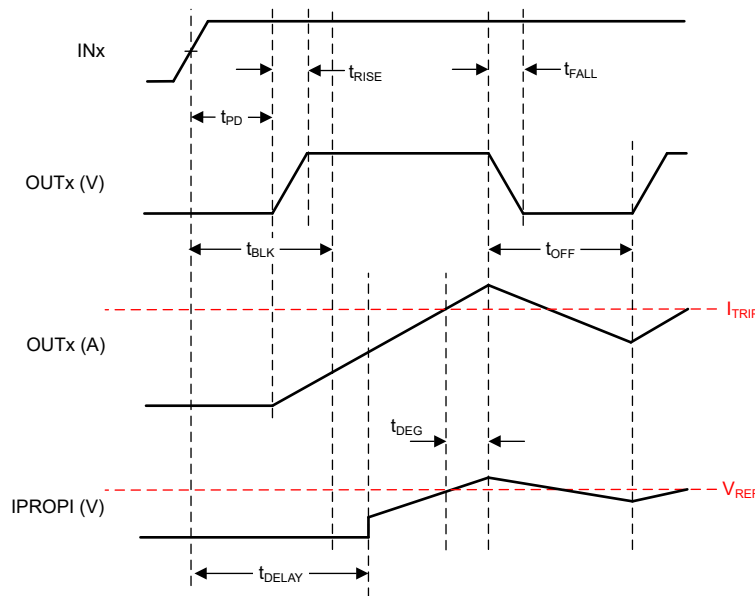 INx
tRISE
tFALL
tPD
OUTx (V)
tBLK
tOFF
ITRIP
OUTx (A)
tDEG
VREF
IPROPI (V)
tDELAY